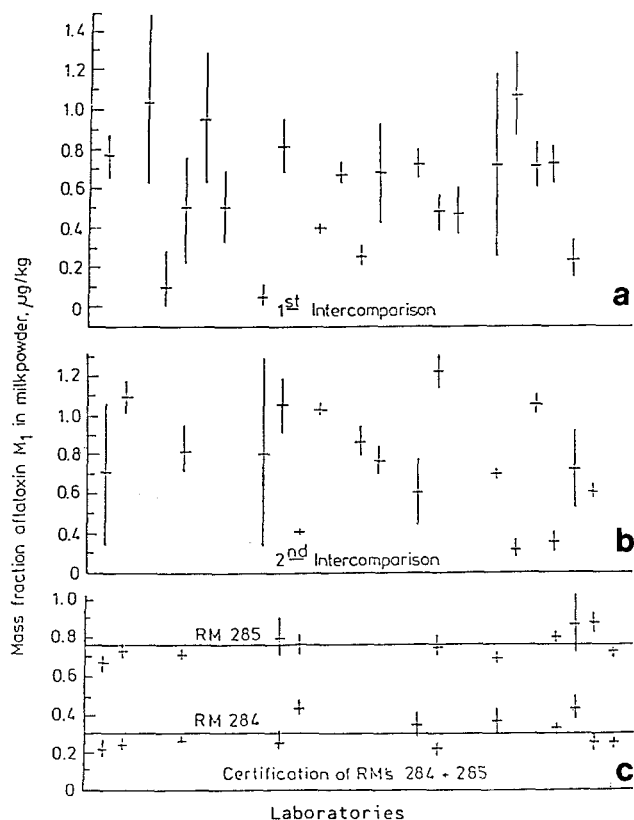 1.4
1.2
1.0
0.8
0.6
0.4
0.2
0
1st Intercomparison
a
Mass fraction aflatoxin M1 in milkpowder, µg/kg
1.2
1.0
0.8
0.6
0.4
0
2nd Intercomparison
b
1.0
0.8
0.6
0.4
0.2
0
RM 285
RM 284
Certification of RM's 284 + 285
c
Laboratories